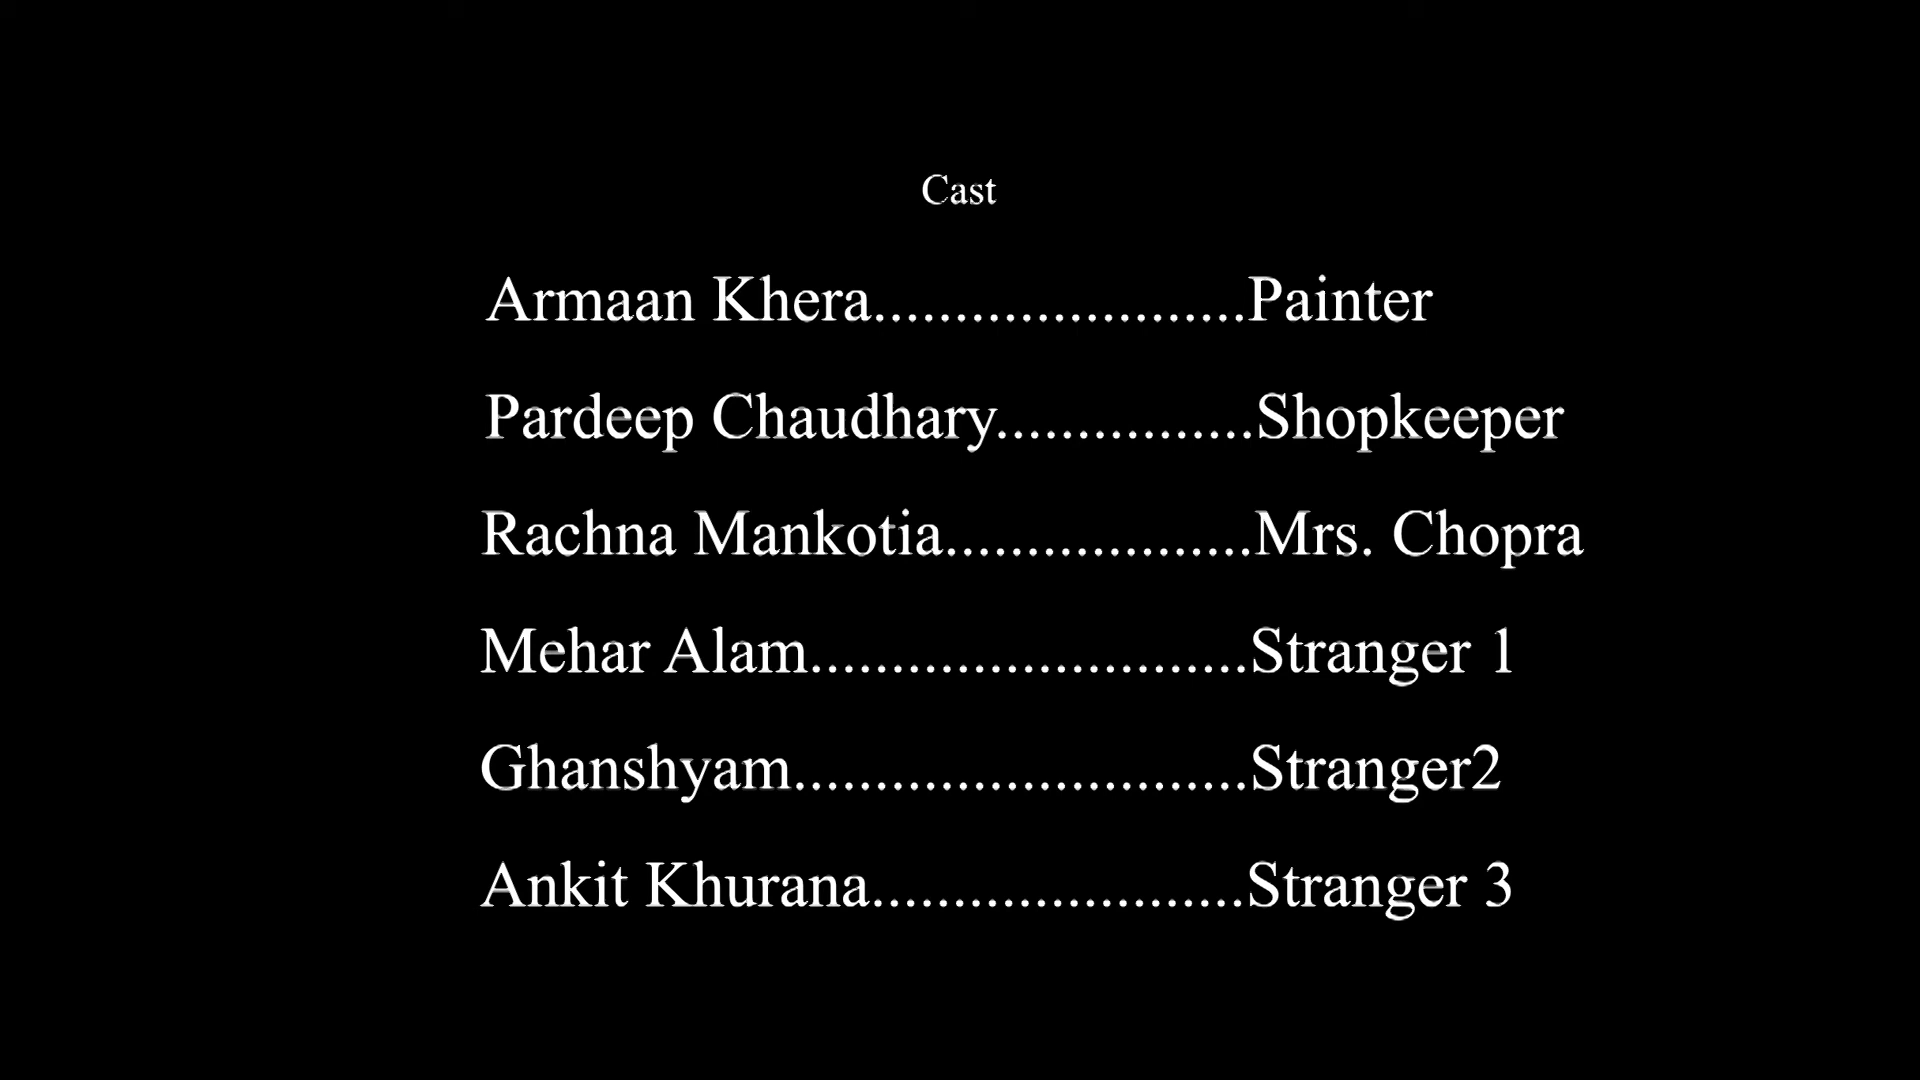 Cast
Armaan Khera.......................Painter
Pardeep Chaudhary................Shopkeeper
Rachna Mankotia...................Mrs. Chopra
Mehar Alam...........................Stranger 1
Ghanshyam............................Stranger2
Ankit Khurana.......................Stranger 3